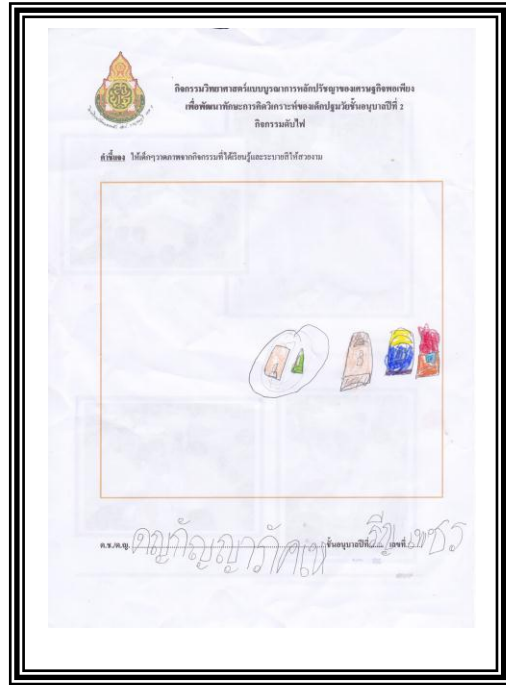 กิจกรรมวิทยาศาสตร์แบบบูรณาการหลักปรัชญาของเศรษฐกิจพอเพียง
เพื่อพัฒนาทักษะการคิดวิเคราะห์ของเด็กปฐมวัยชั้นอนุบาลปีที่ 2
กิจกรรมดับไฟ
คำชี้แจง ให้เด็กๆวาดภาพจากกิจกรรมที่ได้เรียนรู้และระบายสีให้สวยงาม
ด.ช./ด.ญ. ชั้นอนุบาลปีที่ เลขที่